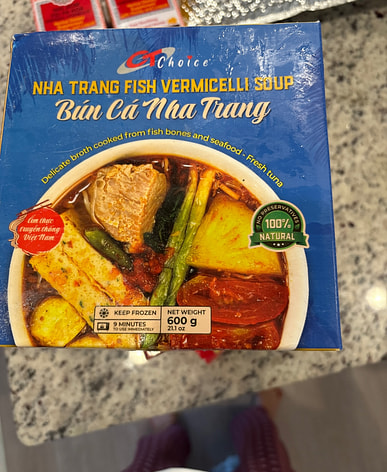 Choice
NHA TRANG FISH VERMICELLI SOUP
Bún Cá Nha Trang
Delicate broth cooked from fish bones and seafood - Fresh tuna
Ẩm thực
truyền thống
Việt Nam
NO PRESERVATIVES
100%
NATURAL
KEEP FROZEN
9 MINUTES
TO USE IMMEDIATELY
NET WEIGHT
600 g
21.1 oz